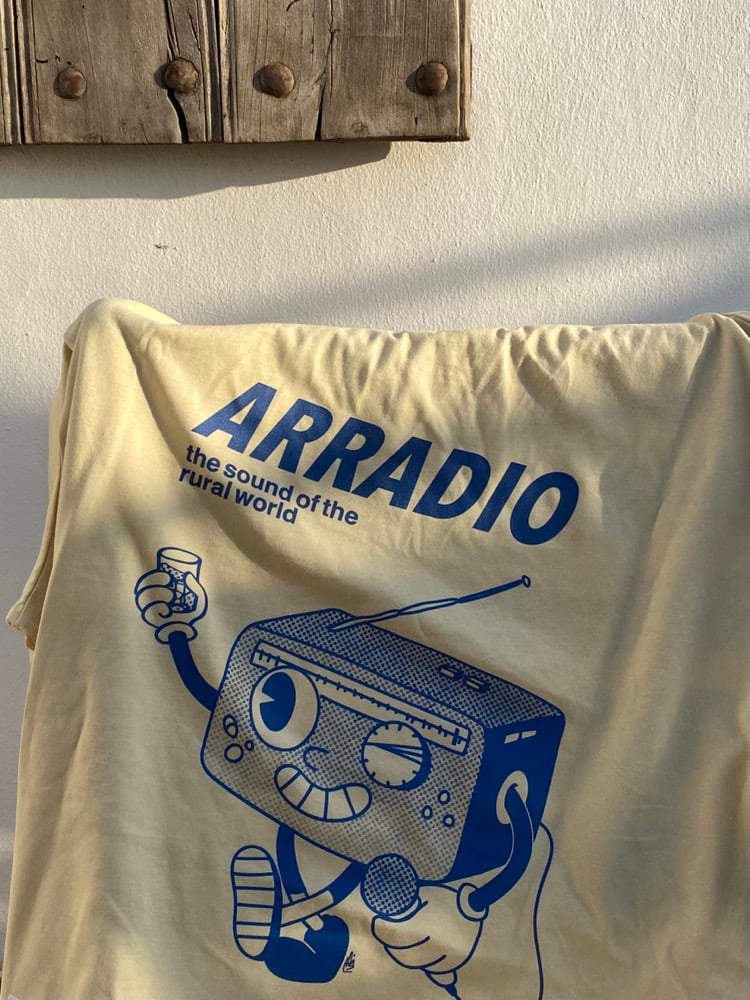 ARRADIO
the sound of the
rural world